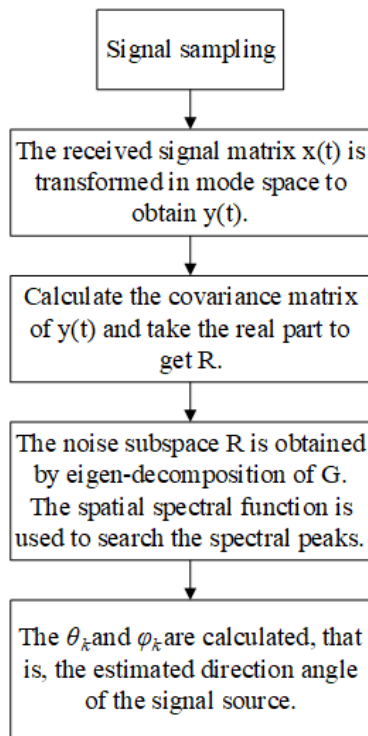 Signal sampling
The received signal matrix x(t) is
transformed in mode space to
obtain y(t).
Calculate the covariance matrix
of y(t) and take the real part to
get R.
The noise subspace R is obtained
by eigen-decomposition of G.
The spatial spectral function is
used to search the spectral peaks.
The θ_k and φ_k are calculated, that
is, the estimated direction angle
of the signal source.